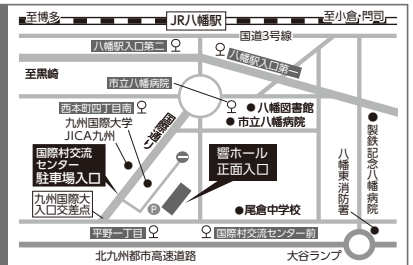 至博多
JR八幡駅
至小倉・門司
国道3号線
八幡駅入口第二
八幡駅入口第一
至黒崎
市立八幡病院
西本町四丁目南
八幡図書館
市立八幡病院
九州国際大学
JICA九州
国際通り
国際村交流
センター
駐車場入口
響ホール
正面入口
製鉄記念八幡病院
八幡東消防署
九州国際大
入口交差点
P
尾倉中学校
平野一丁目
国際村交流センター前
北九州都市高速道路
大谷ランプ